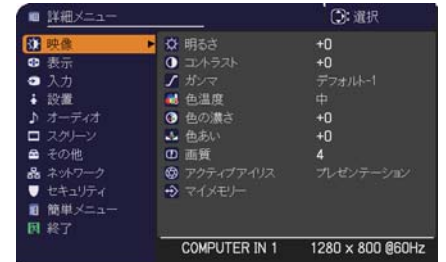 詳細メニュー 選択
映像 明るさ +0
表示 コントラスト +0
入力 ガンマ デフォルト-1
設置 色温度 中
オーディオ 色の濃さ +0
スクリーン 色あい +0
その他 画質 4
ネットワーク アクティブアイリス プレゼンテーション
セキュリティ マイメモリー
簡単メニュー
終了
COMPUTER IN 1 1280 x 800 @60Hz